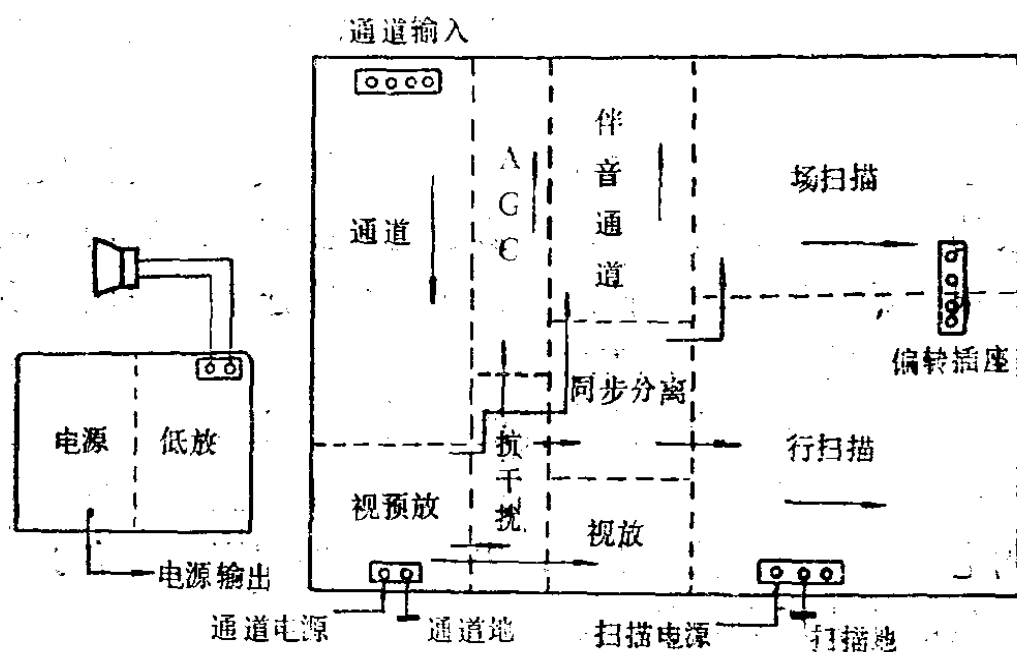 通道输入
伴音通道
AGC
场扫描
通道
偏转插座
同步分离
电源
低放
抗干扰
行扫描
视预放
视放
电源输出
通道电源
通道地
扫描电源
扫描地